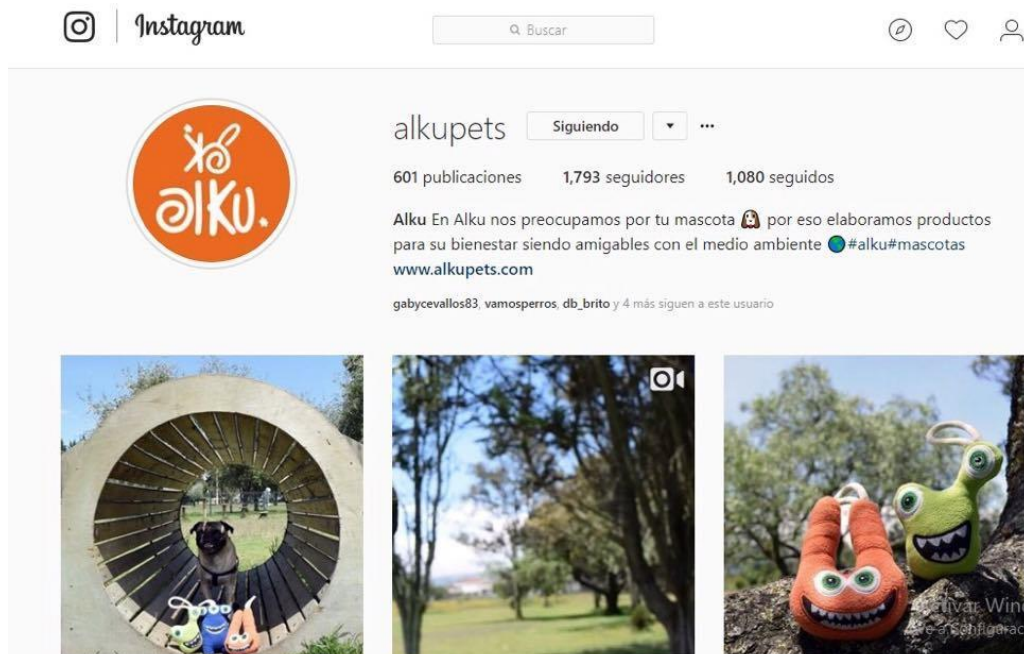 Instagram
Buscar
alkupets Siguiendo
601 publicaciones 1,793 seguidores 1,080 seguidos
Alku En Alku nos preocupamos por tu mascota 🐶 por eso elaboramos productos
para su bienestar siendo amigables con el medio ambiente 🌎#alku#mascotas
www.alkupets.com
gabycevallos83, vamosperros, db_brito y 4 más siguen a este usuario
alku.